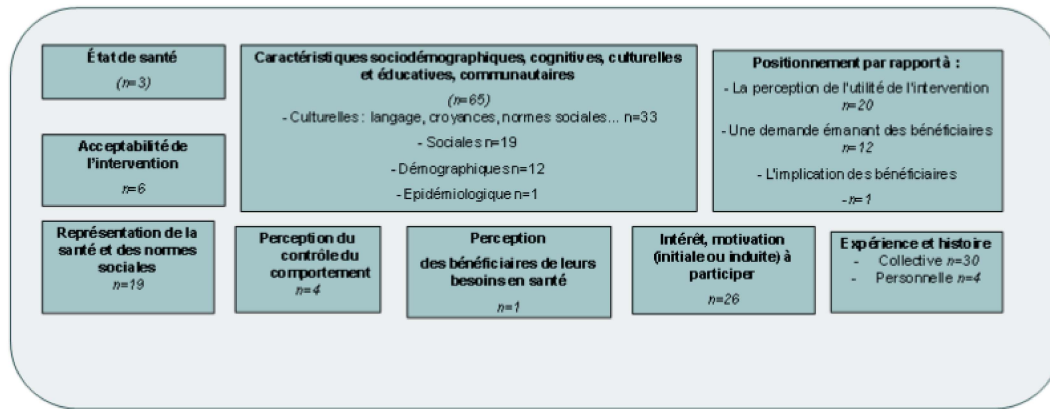 État de santé
(n=3)
Caractéristiques sociodémographiques, cognitives, culturelles
et éducatives, communautaires
(n=65)
- Culturelles : langage, croyances, normes sociales... n=33
- Sociales n=19
- Démographiques n=12
- Epidémiologique n=1
Positionnement par rapport à :
- La perception de l'utilité de l'intervention
n=20
- Une demande émanant des bénéficiaires
n=12
- L'implication des bénéficiaires
- n=1
Acceptabilité de
l'intervention
n=6
Représentation de la
santé et des normes
sociales
n=19
Perception du
contrôle du
comportement
n=4
Perception
des bénéficiaires de leurs
besoins en santé
n=1
Intérêt, motivation
(initiale ou induite) à
participer
n=26
Expérience et histoire
- Collective n=30
- Personnelle n=4